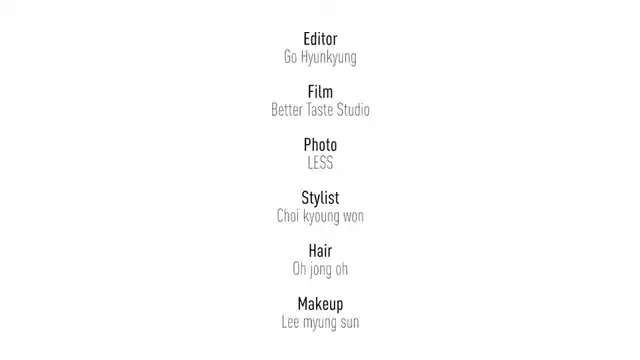 Editor
Go Hyunkyung
Film
Better Taste Studio
Photo
LESS
Stylist
Choi kyoung won
Hair
Oh jong oh
Makeup
Lee myung sun